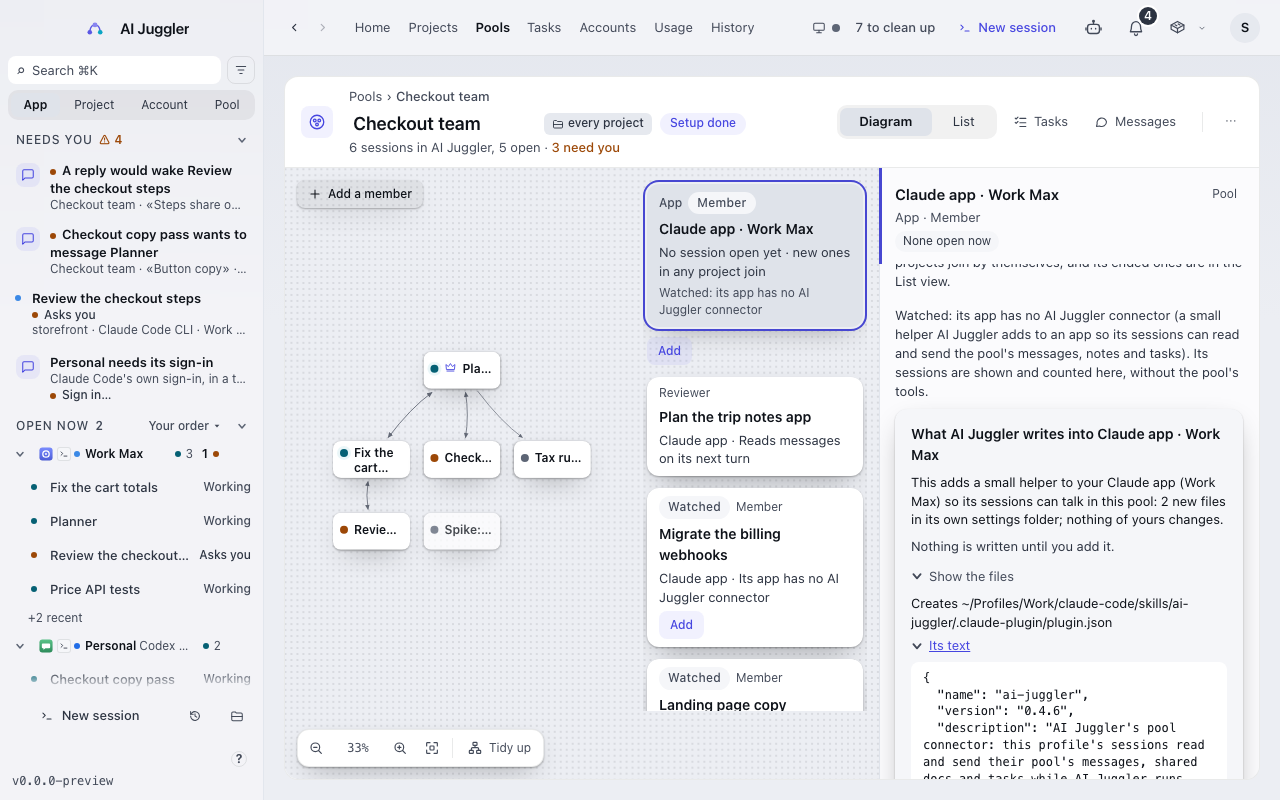 AI Juggler
Search ⌘K
App
Project
Account
Pool
NEEDS YOU
4
A reply would wake Review
the checkout steps
Checkout team · «Steps share o…
Checkout copy pass wants to
message Planner
Checkout team · «Button copy» ·…
Review the checkout steps
Asks you
storefront · Claude Code CLI · Work …
Personal needs its sign-in
Claude Code's own sign-in, in a t…
Sign in…
OPEN NOW 2
Your order
Work Max
3
1
Fix the cart totals
Working
Planner
Working
Review the checkout…
Asks you
Price API tests
Working
+2 recent
Personal Codex …
2
Checkout copy pass
Working
New session
?
v0.0.0-preview
Home
Projects
Pools
Tasks
Accounts
Usage
History
7 to clean up
New session
4
S
Pools › Checkout team
Checkout team
every project
Setup done
6 sessions in AI Juggler, 5 open · 3 need you
Diagram
List
Tasks
Messages
Add a member
Pla…
Fix the
cart…
Check…
Tax ru…
Revie…
Spike:…
33%
Tidy up
App
Member
Claude app · Work Max
No session open yet · new ones
in any project join
Watched: its app has no AI
Juggler connector
Add
Reviewer
Plan the trip notes app
Claude app · Reads messages
on its next turn
Watched
Member
Migrate the billing
webhooks
Claude app · Its app has no AI
Juggler connector
Add
Watched
Member
Landing page copy
Claude app · Work Max
Pool
App · Member
None open now
projects join by themselves, and its ended ones are in the
List view.
Watched: its app has no AI Juggler connector (a small
helper AI Juggler adds to an app so its sessions can read
and send the pool's messages, notes and tasks). Its
sessions are shown and counted here, without the pool's
tools.
What AI Juggler writes into Claude app · Work
Max
This adds a small helper to your Claude app (Work
Max) so its sessions can talk in this pool: 2 new files
in its own settings folder; nothing of yours changes.
Nothing is written until you add it.
Show the files
Creates ~/Profiles/Work/claude-code/skills/ai-
juggler/.claude-plugin/plugin.json
Its text
{
"name": "ai-juggler",
"version": "0.4.6",
"description": "AI Juggler's pool
connector: this profile's sessions read
and send their pool's messages, shared
docs and tasks while AI Juggler runs.